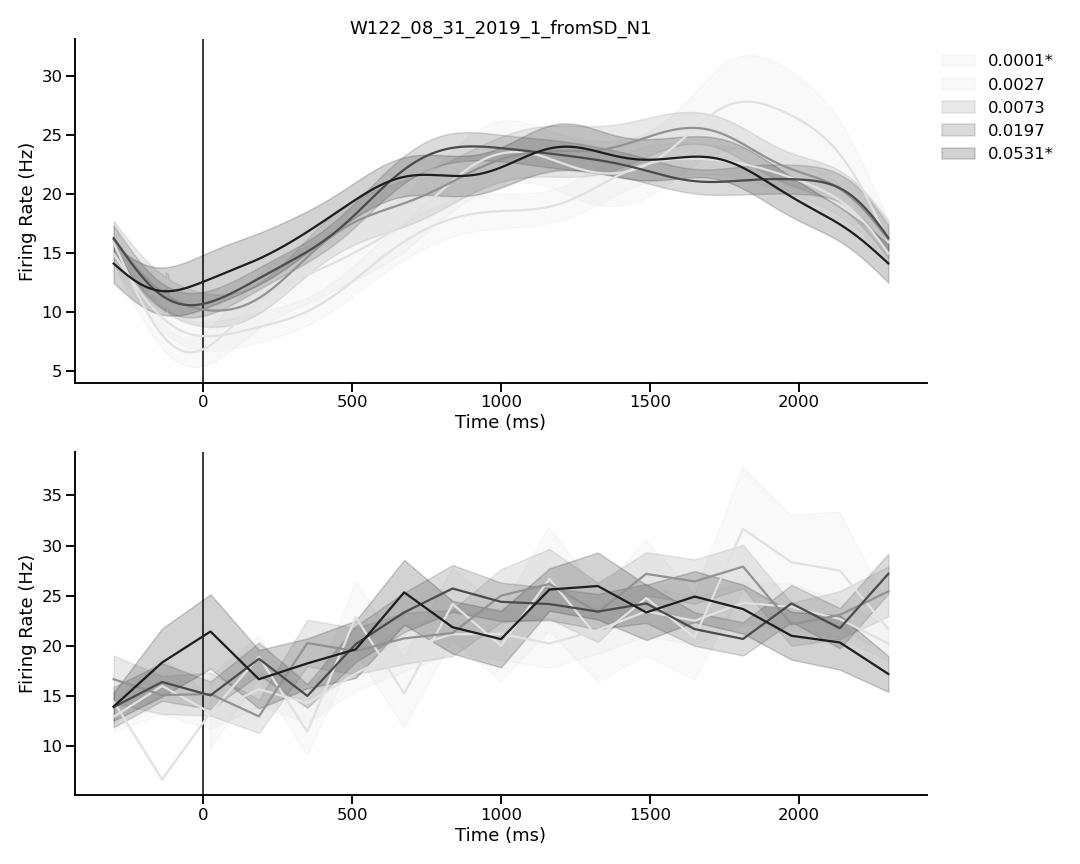 W122_08_31_2019_1_fromSD_N1
0.0001*
0.0027
0.0073
0.0197
0.0531*
Firing Rate (Hz)
30
25
20
15
10
5
0 500 1000 1500 2000
Time (ms)
Firing Rate (Hz)
35
30
25
20
15
10
0 500 1000 1500 2000
Time (ms)